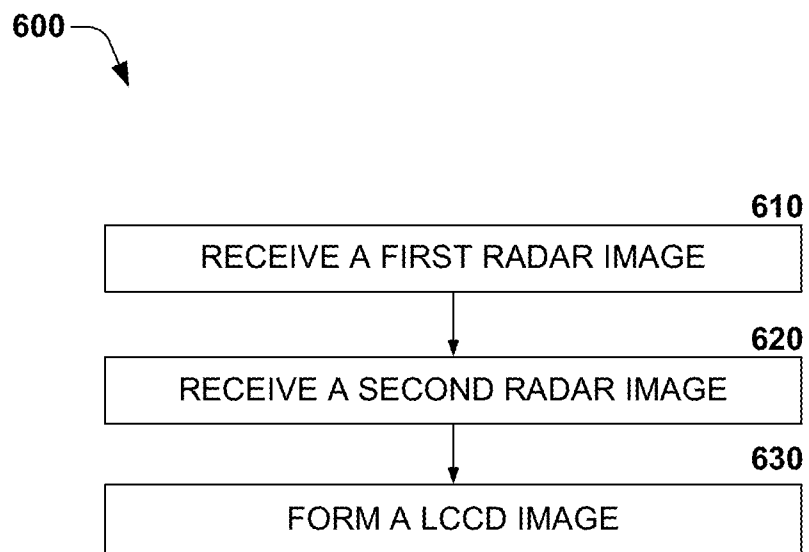 600
610
RECEIVE A FIRST RADAR IMAGE
620
RECEIVE A SECOND RADAR IMAGE
630
FORM A LCCD IMAGE